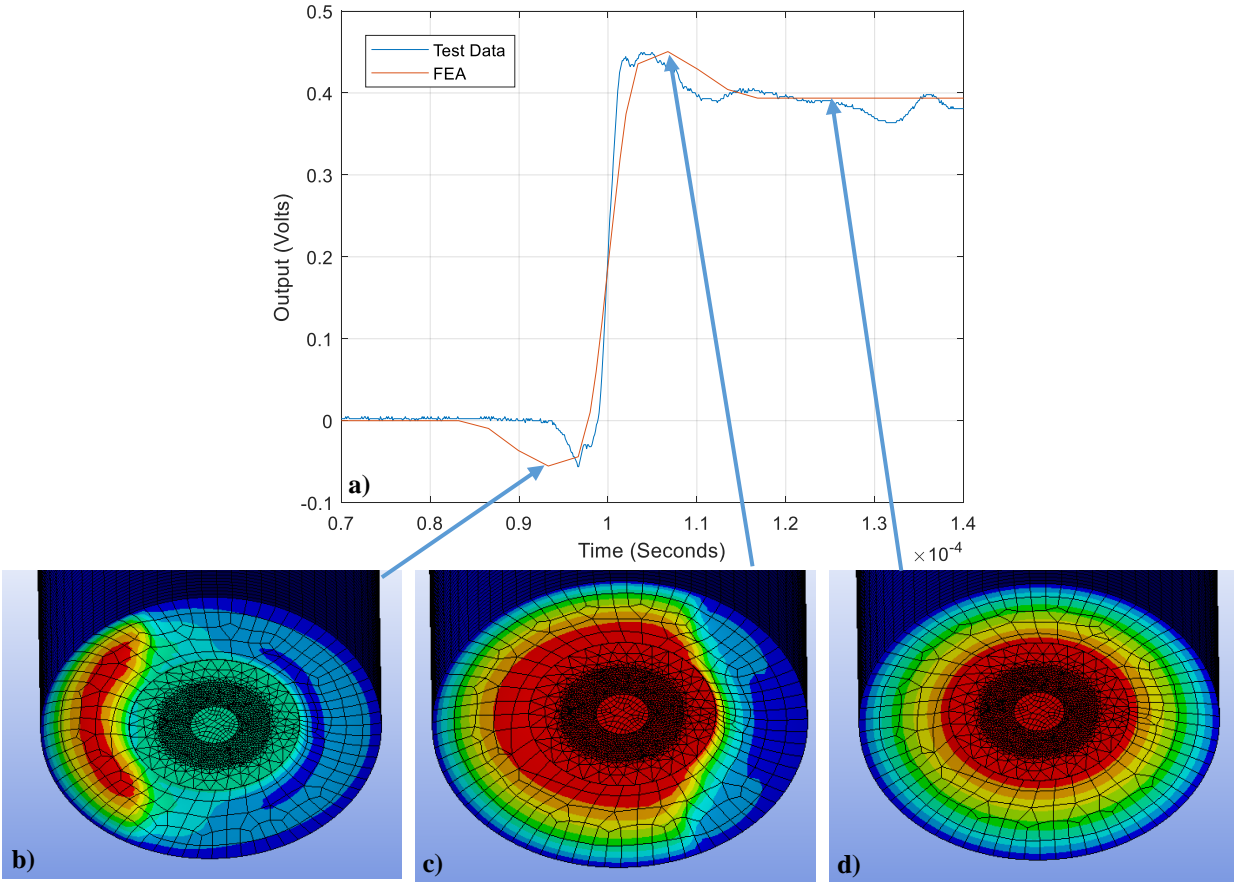 0.5
0.4
0.3
0.2
0.1
0
-0.1
Output (Volts)
Test Data
FEA
a)
0.7
0.8
0.9
1
1.1
1.2
1.3
1.4
Time (Seconds)
×10⁻⁴
b)
c)
d)